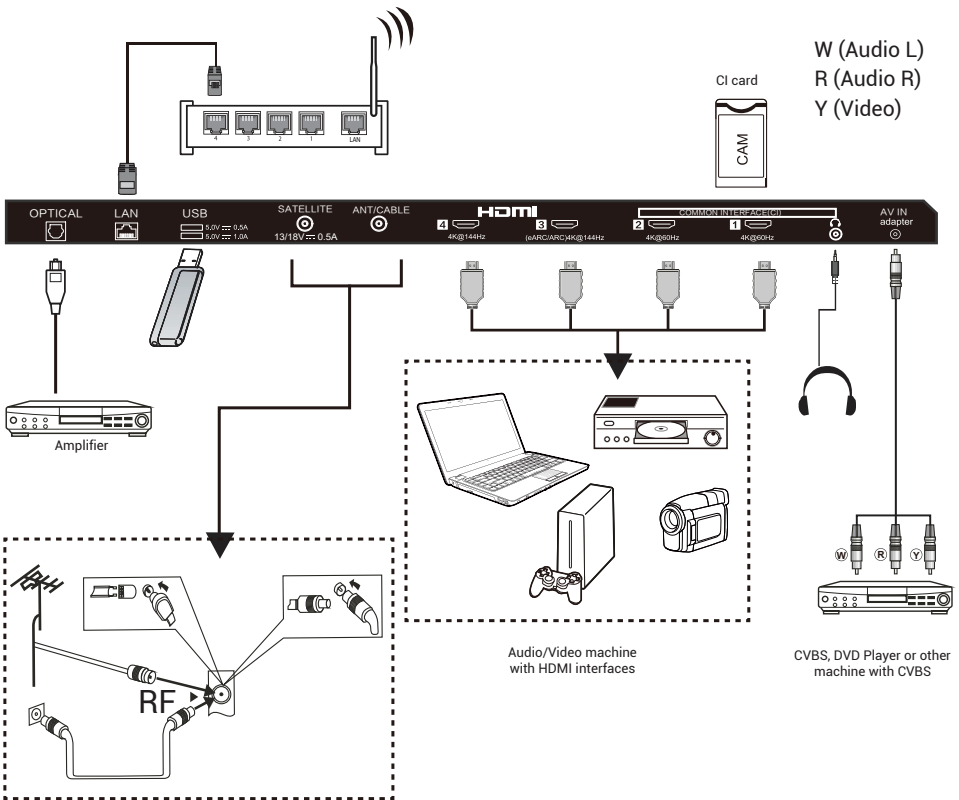 W (Audio L)
R (Audio R)
Y (Video)
CI card
CAM
4 3 2 1 LAN
OPTICAL
LAN
USB
5.0V ⎓ 0.5A
5.0V ⎓ 1.0A
SATELLITE
13/18V ⎓ 0.5A
ANT/CABLE
HDMI
4
4K@144Hz
3
(eARC/ARC)4K@144Hz
COMMON INTERFACE(CI)
2
4K@60Hz
1
4K@60Hz
AV IN
adapter
Amplifier
RF
Audio/Video machine
with HDMI interfaces
W R Y
CVBS, DVD Player or other
machine with CVBS